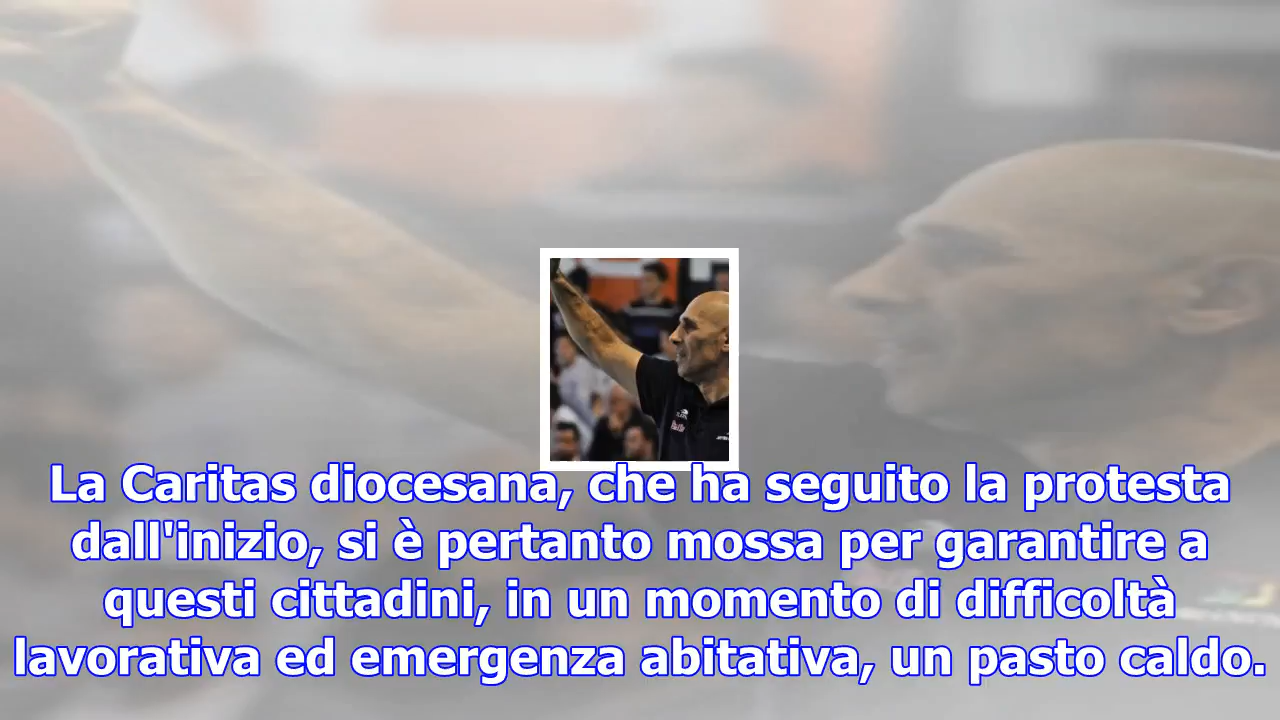 La Caritas diocesana, che ha seguito la protesta
dall'inizio, si è pertanto mossa per garantire a
questi cittadini, in un momento di difficoltà
lavorativa ed emergenza abitativa, un pasto caldo.